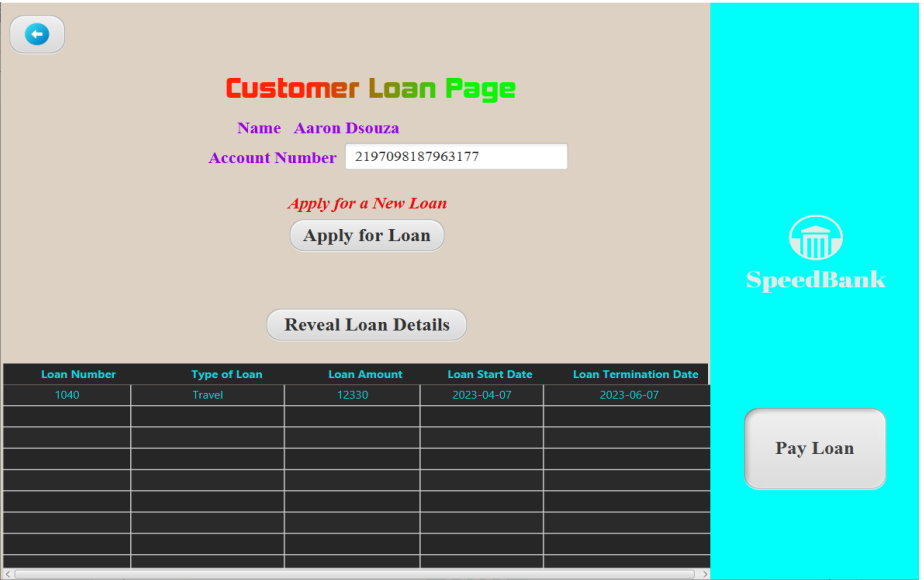 Customer Loan Page
Name Aaron Dsouza
Account Number 2197098187963177
Apply for a New Loan
Apply for Loan
Reveal Loan Details
Loan Number Type of Loan Loan Amount Loan Start Date Loan Termination Date
1040 Travel 12330 2023-04-07 2023-06-07
SpeedBank
Pay Loan